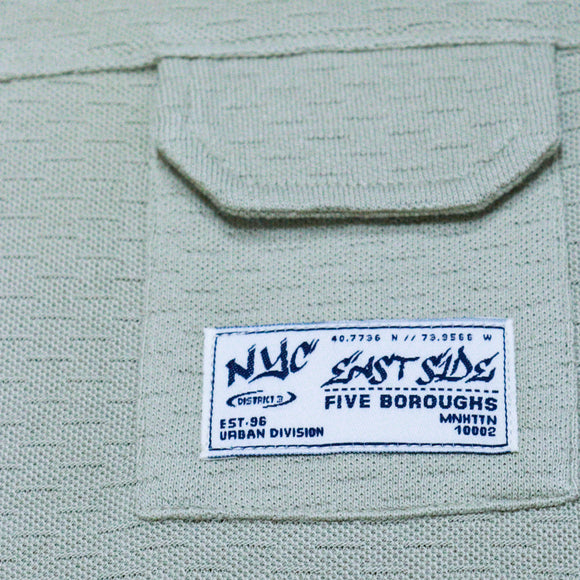 40.7736 N // 73.9566 W
NYC EAST SIDE
DISTRICT 3
FIVE BOROUGHS
EST-96 MNHTTN
URBAN DIVISION 10002